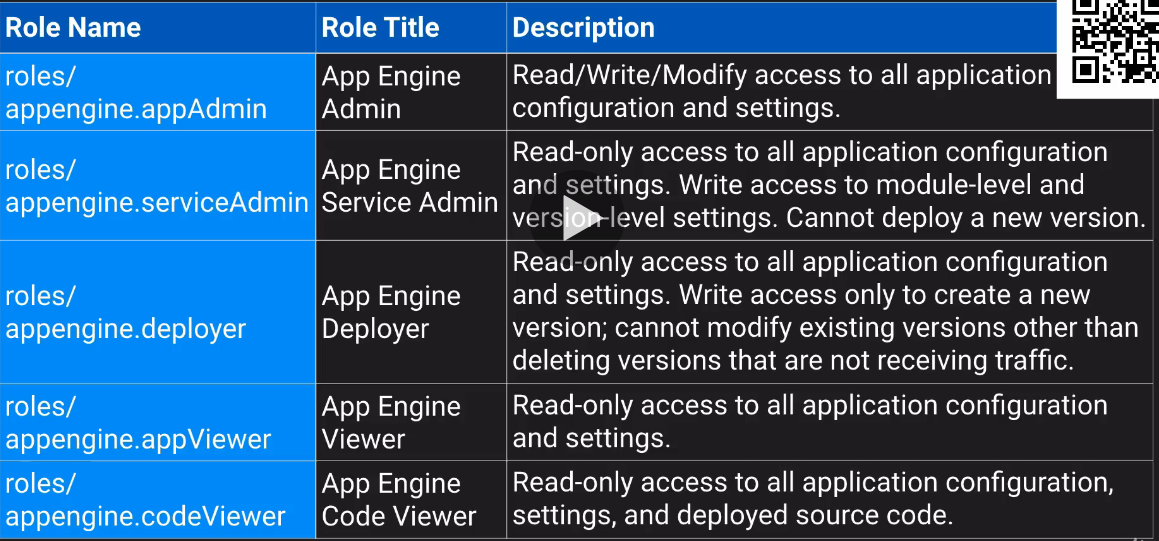 Role Name
Role Title
Description
roles/
appengine.appAdmin
App Engine
Admin
Read/Write/Modify access to all application
configuration and settings.
roles/
appengine.serviceAdmin
App Engine
Service Admin
Read-only access to all application configuration
and settings. Write access to module-level and
version-level settings. Cannot deploy a new version.
roles/
appengine.deployer
App Engine
Deployer
Read-only access to all application configuration
and settings. Write access only to create a new
version; cannot modify existing versions other than
deleting versions that are not receiving traffic.
roles/
appengine.appViewer
App Engine
Viewer
Read-only access to all application configuration
and settings.
roles/
appengine.codeViewer
App Engine
Code Viewer
Read-only access to all application configuration,
settings, and deployed source code.